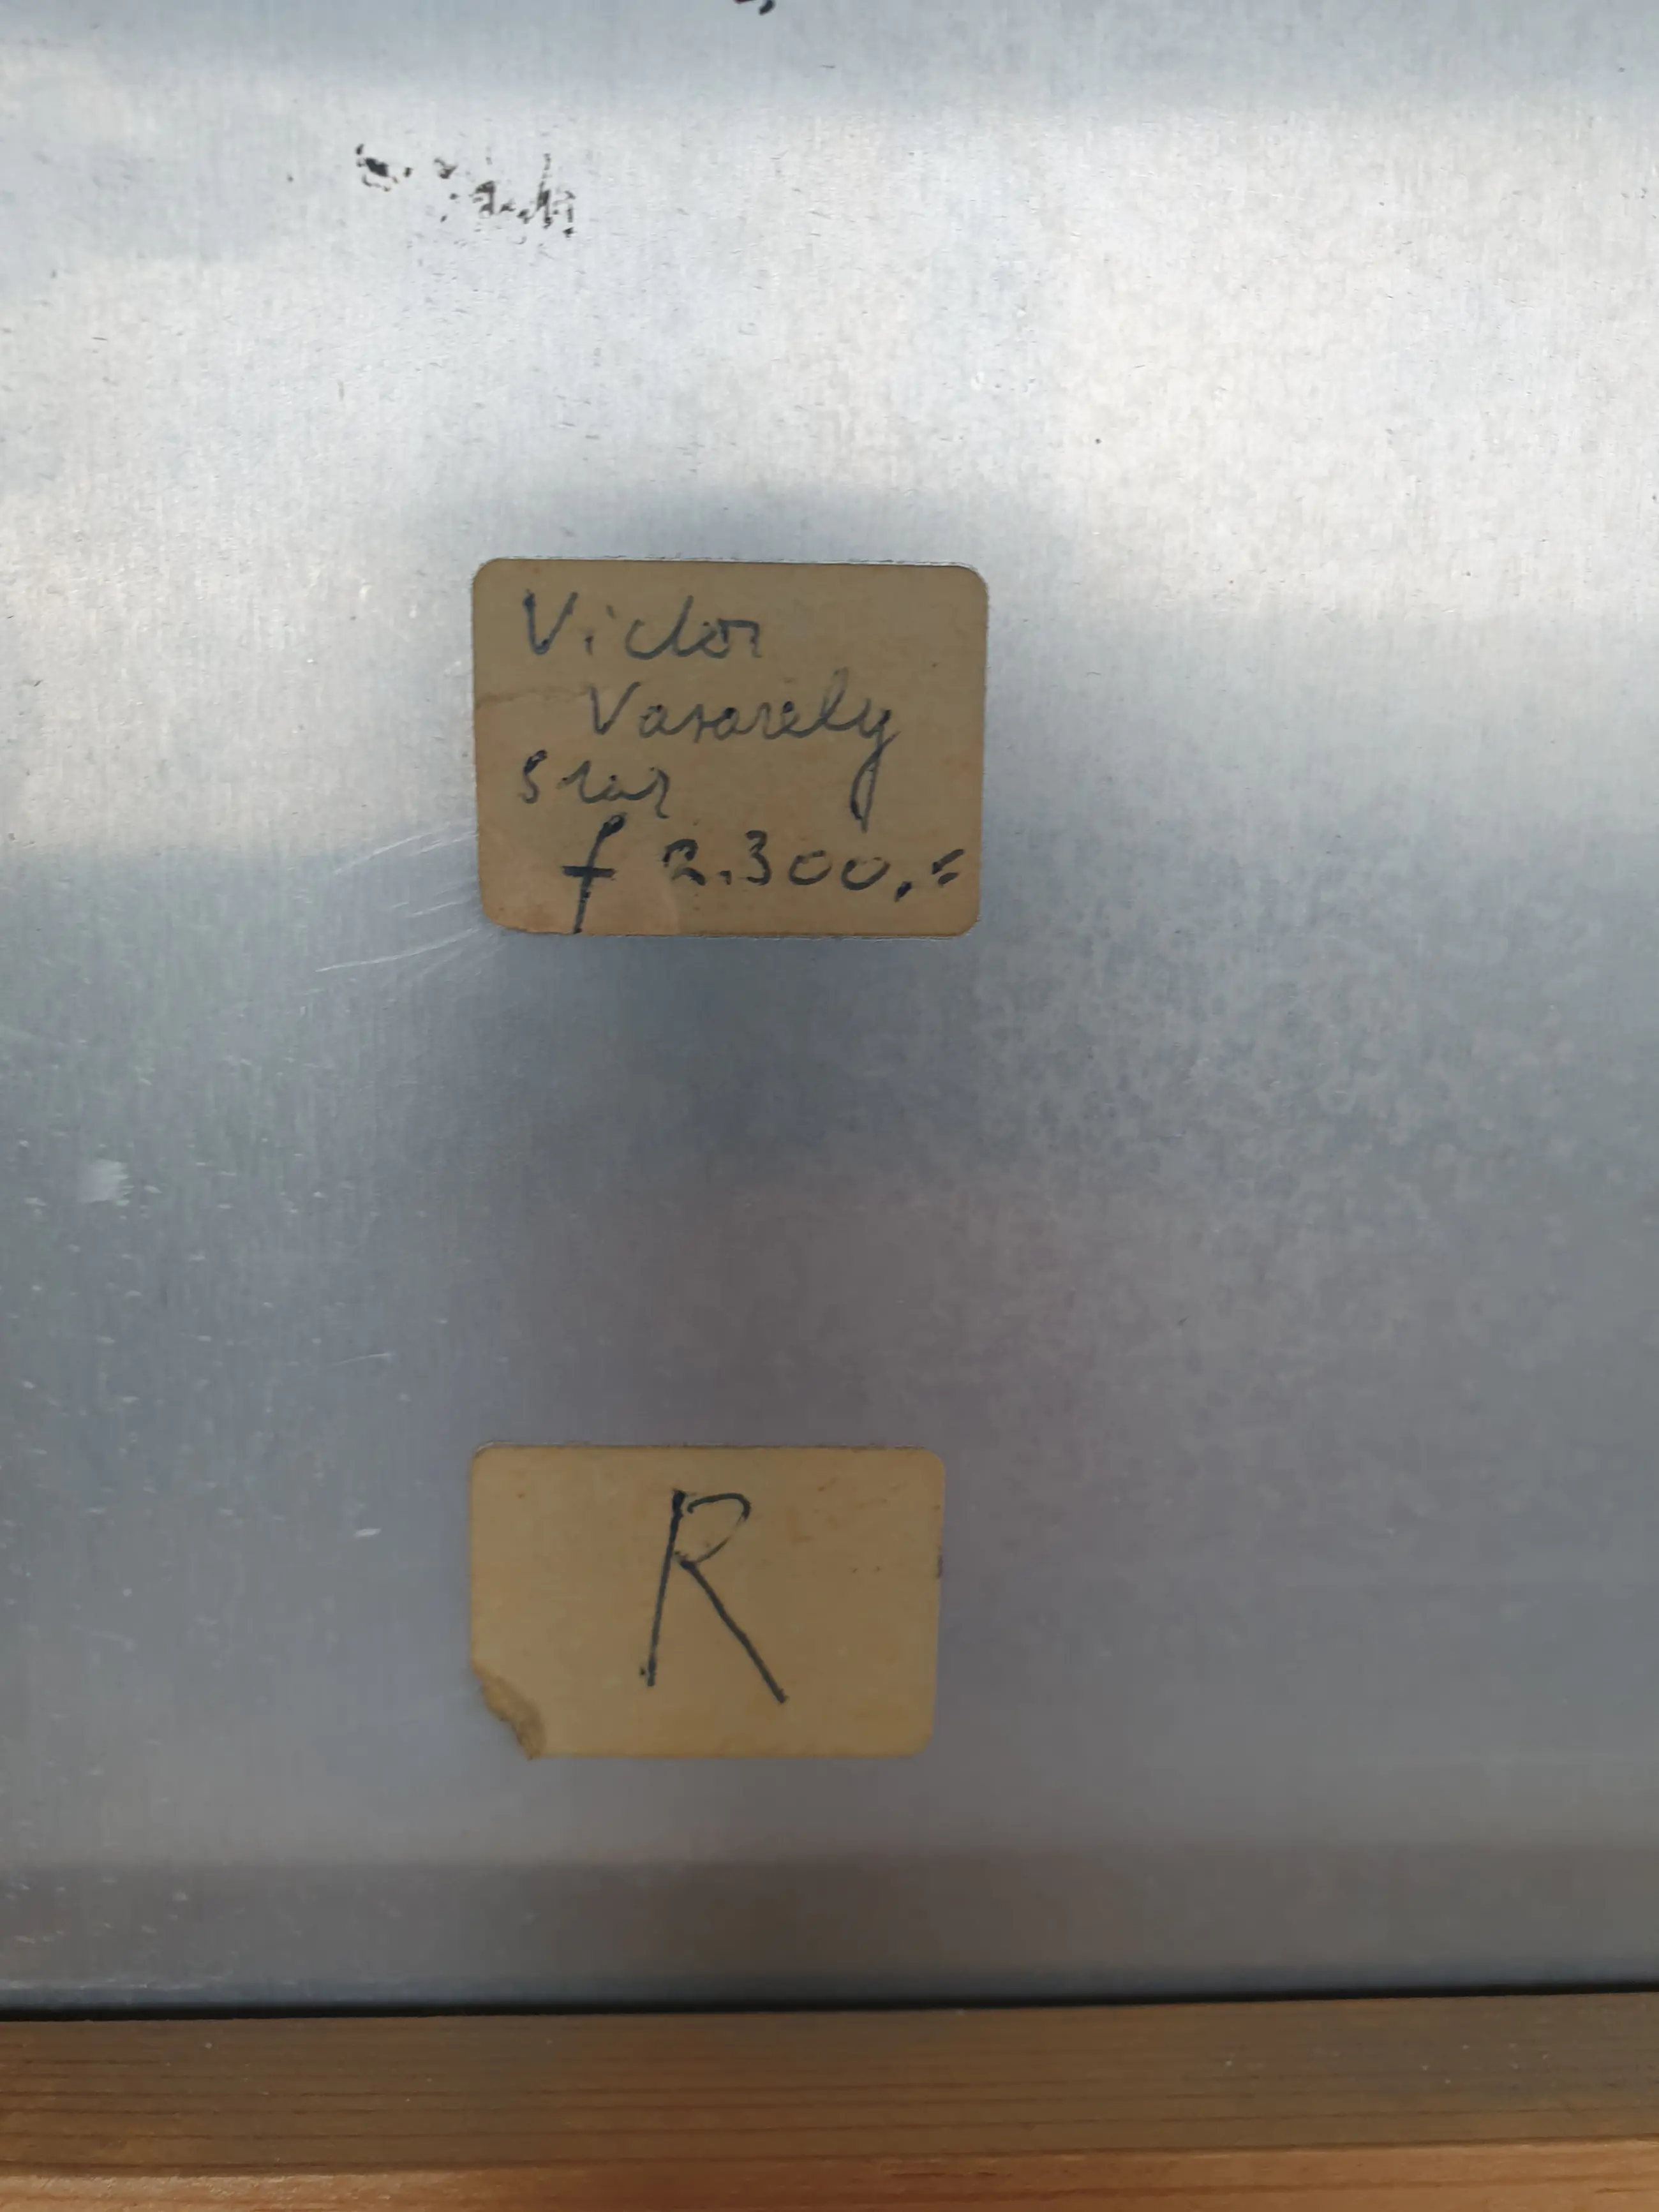 Victor
Vasarely
Star
f 2.300,=
R